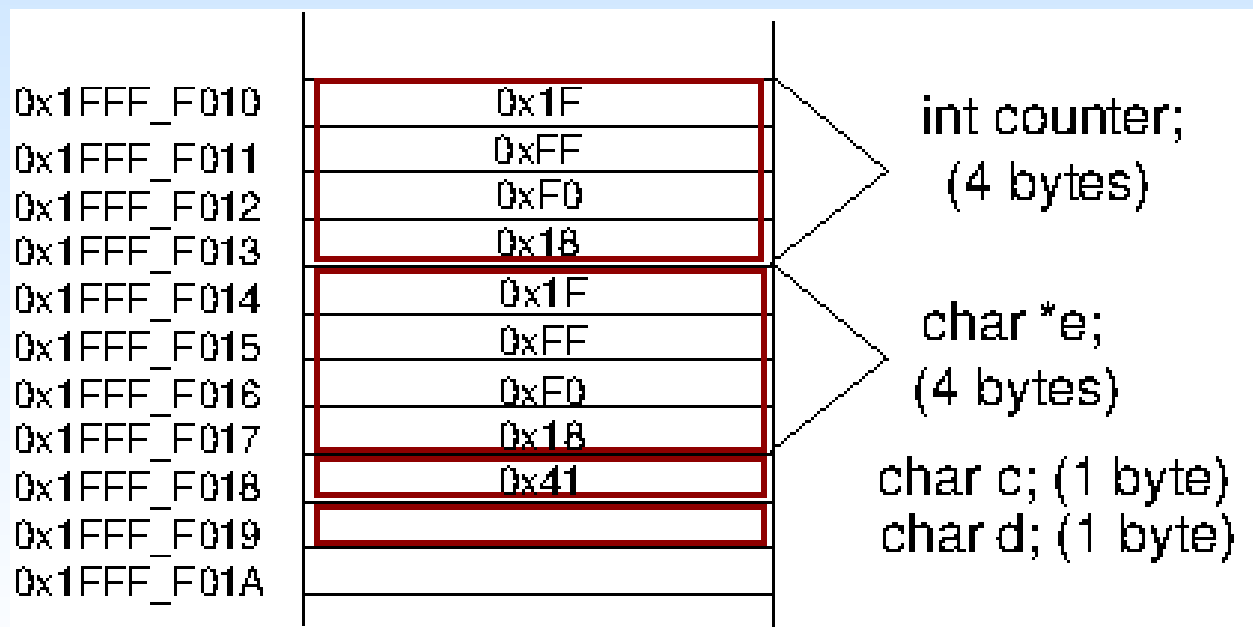 0x1FFF_F010 0x1F
0x1FFF_F011 0xFF
0x1FFF_F012 0xF0
0x1FFF_F013 0x18
0x1FFF_F014 0x1F
0x1FFF_F015 0xFF
0x1FFF_F016 0xF0
0x1FFF_F017 0x18
0x1FFF_F018 0x41
0x1FFF_F019
0x1FFF_F01A
int counter;
(4 bytes)
char *e;
(4 bytes)
char c; (1 byte)
char d; (1 byte)